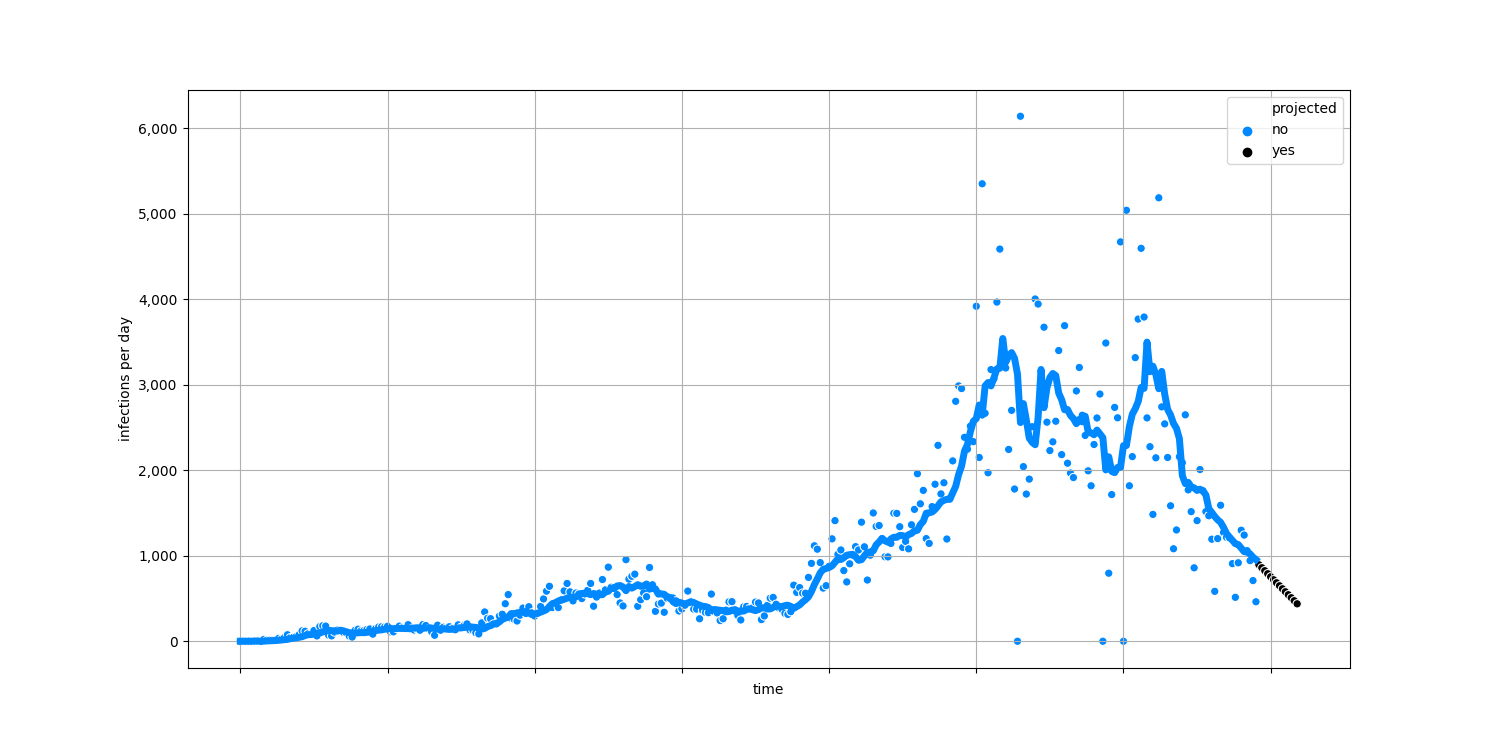 projected
no
yes
6,000
5,000
4,000
3,000
2,000
1,000
0
infections per day
time